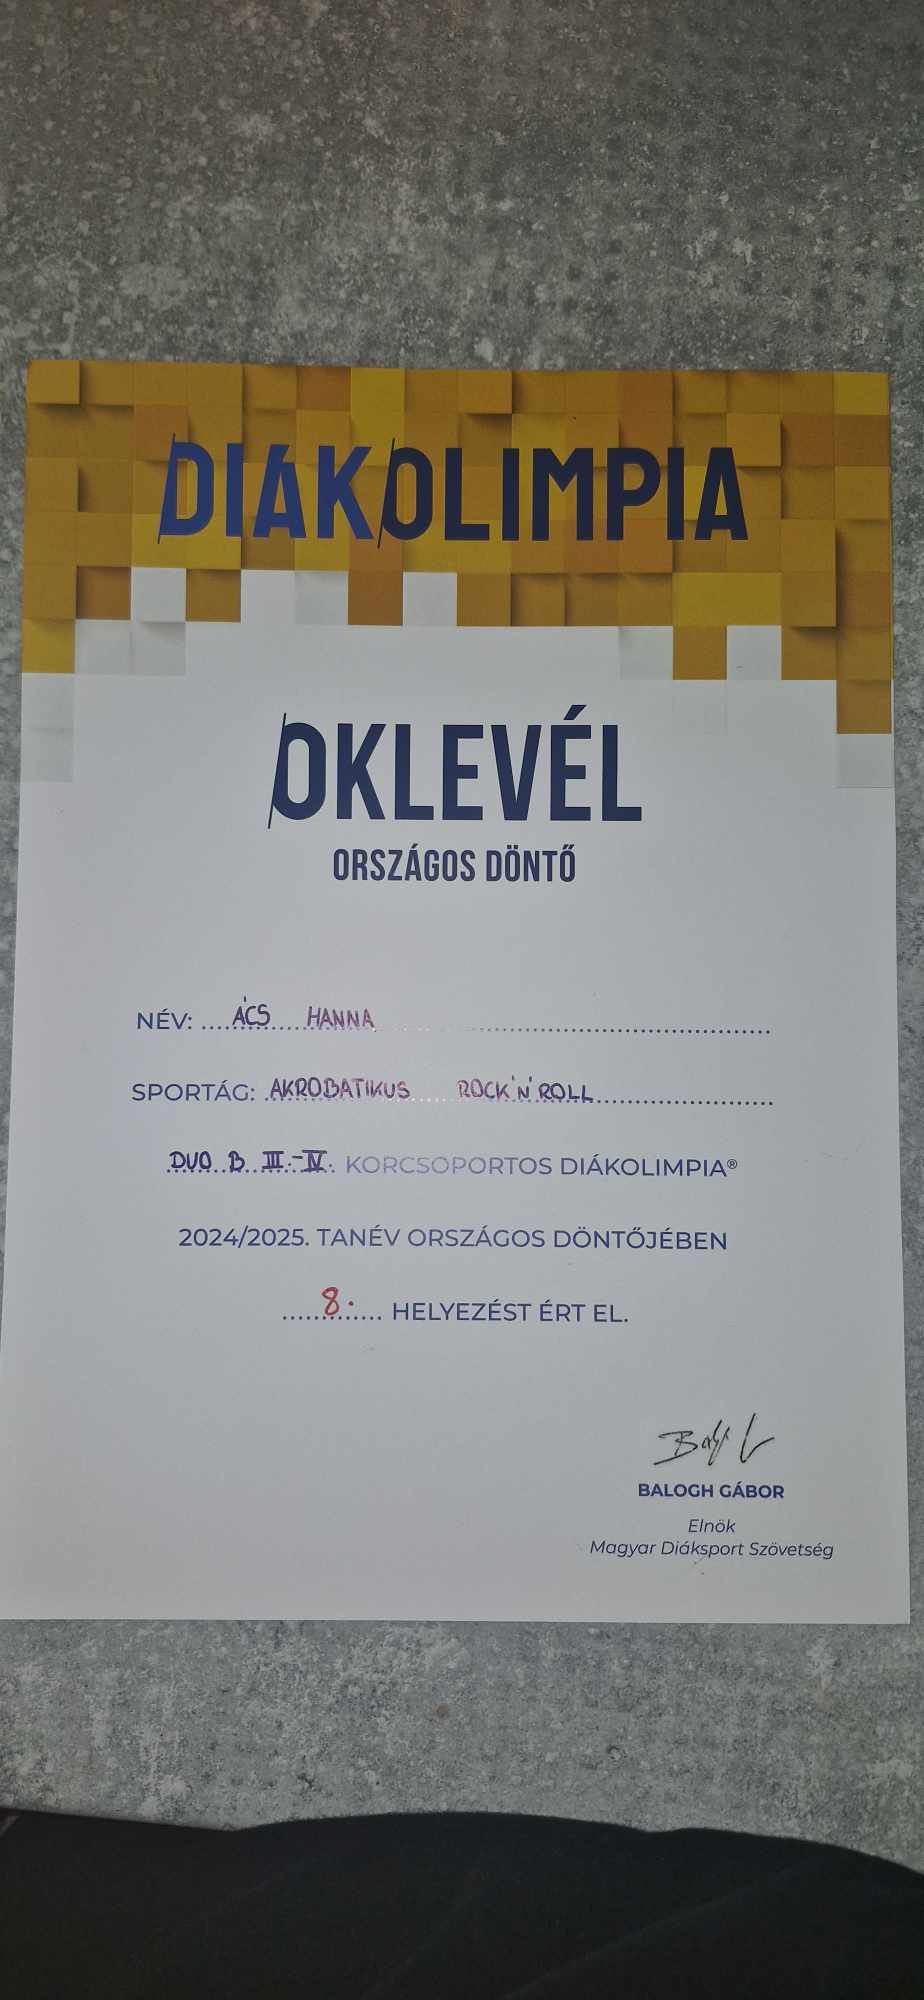 DIÁKOLIMPIA
OKLEVÉL
ORSZÁGOS DÖNTŐ
NÉV: ÁCS HANNA
SPORTÁG: AKROBATIKUS ROCK'N'ROLL
DUO B III.-IV. KORCSOPORTOS DIÁKOLIMPIA®
2024/2025. TANÉV ORSZÁGOS DÖNTŐJÉBEN
8. HELYEZÉST ÉRT EL.
BALOGH GÁBOR
Elnök
Magyar Diáksport Szövetség